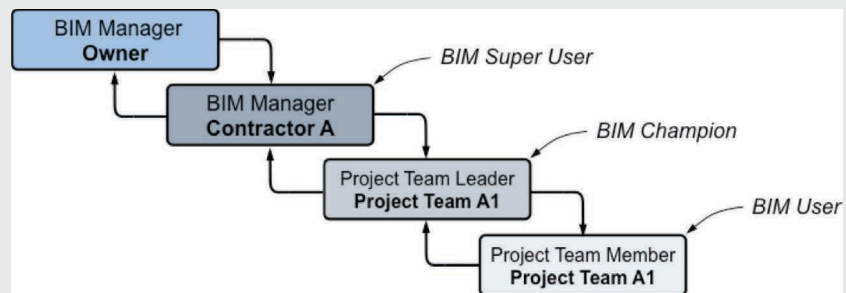 BIM Manager
Owner
BIM Super User
BIM Manager
Contractor A
BIM Champion
Project Team Leader
Project Team A1
BIM User
Project Team Member
Project Team A1